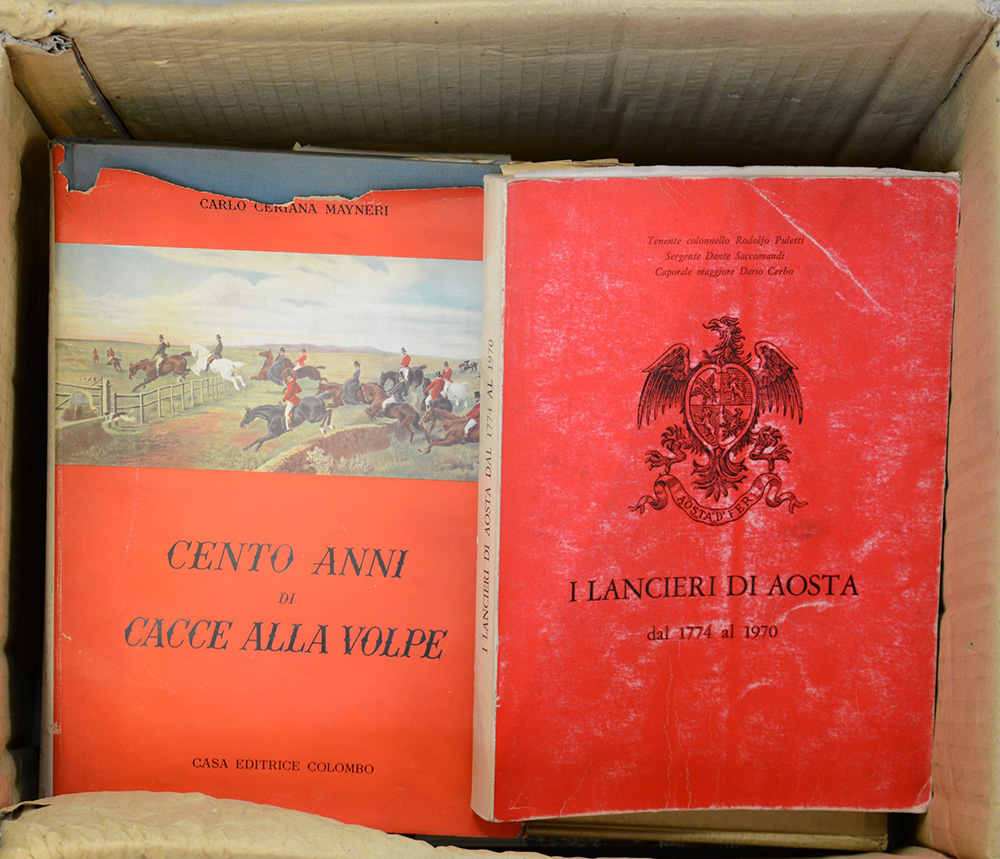 CARLO CERIANA MAYNERI
CENTO ANNI
DI
CACCE ALLA VOLPE
CASA EDITRICE COLOMBO
I LANCIERI DI AOSTA DAL 1774 AL 1970
Tenente colonnello Rodolfo Puletti
Sergente Dante Saccomandi
Caporale maggiore Dario Cerbo
AOSTA "D" FER
I LANCIERI DI AOSTA
dal 1774 al 1970